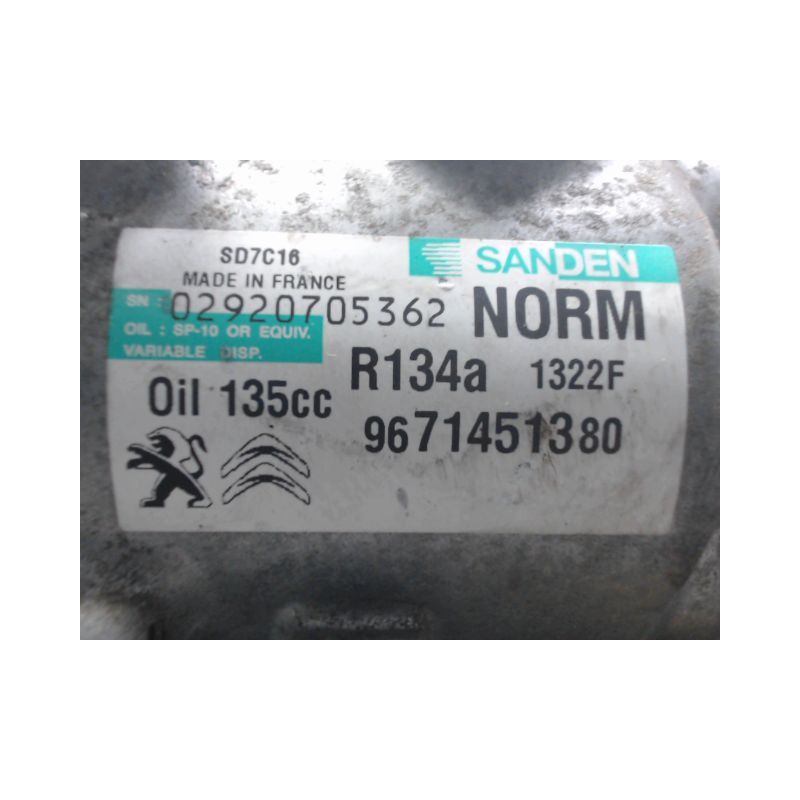 SD7C16
SANDEN
MADE IN FRANCE
SN : 02920705362
NORM
OIL : SP-10 OR EQUIV.
VARIABLE DISP.
R134a 1322F
Oil 135cc
9671451380